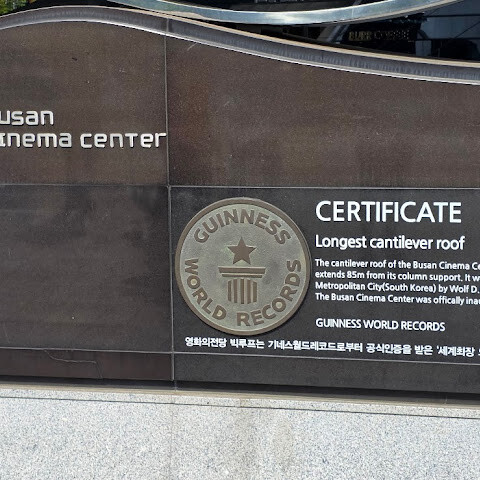 Busan
Cinema Center
GUINNESS
WORLD RECORDS
CERTIFICATE
Longest cantilever roof
The cantilever roof of the Busan Cinema Ce
extends 85m from its column support. It w
Metropolitan City(South Korea) by Wolf D.
The Busan Cinema Center was offically ina
GUINNESS WORLD RECORDS
영화의전당 빅루프는 기네스월드레코드로부터 공식인증을 받은 '세계최장